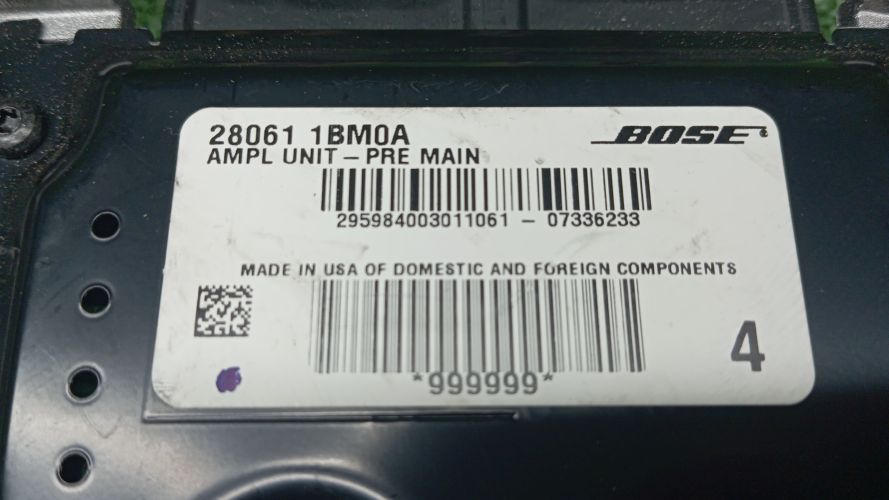 28061 1BM0A
BOSE
AMPL UNIT - PRE MAIN
295984003011061 - 07336233
MADE IN USA OF DOMESTIC AND FOREIGN COMPONENTS
4
*999999*